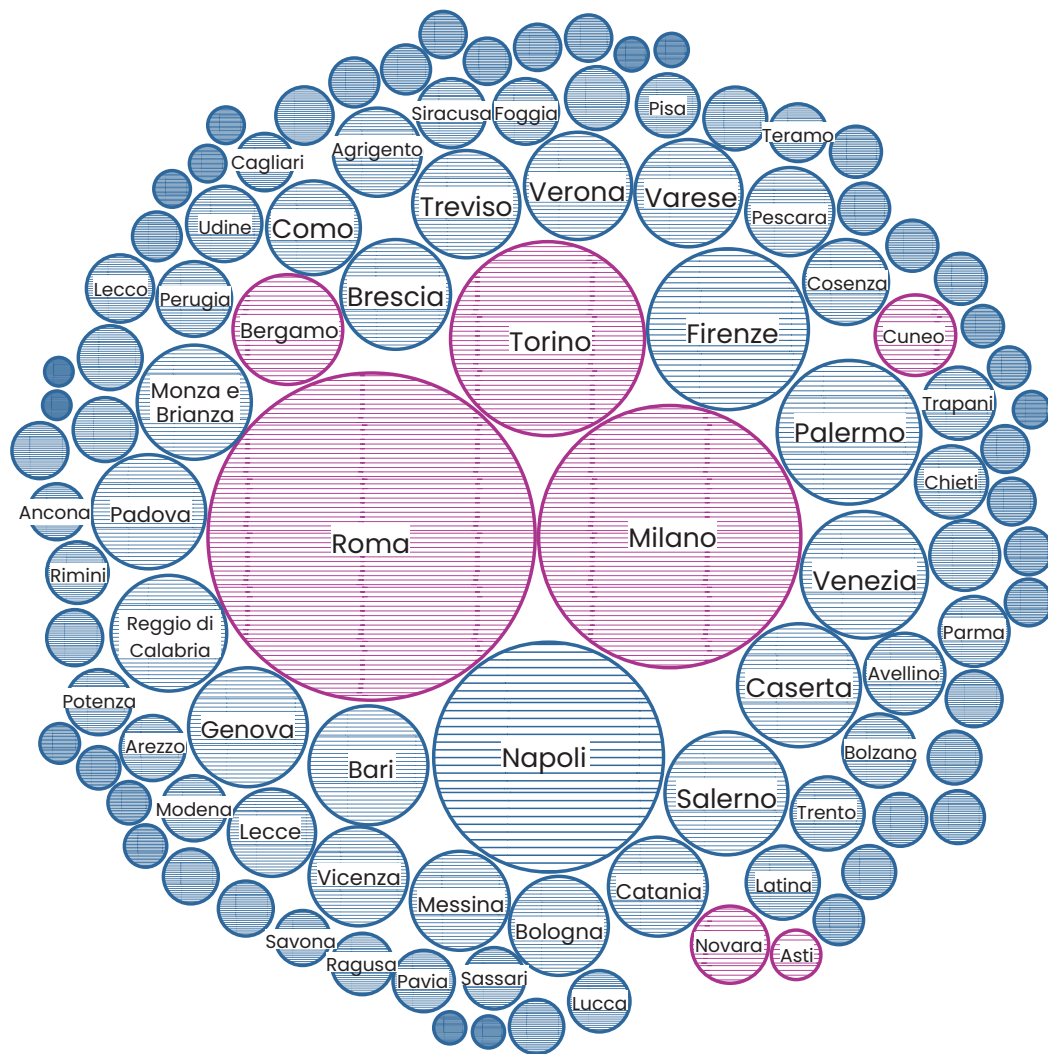 Siracusa
Foggia
Pisa
Teramo
Agrigento
Cagliari
Treviso
Verona
Varese
Pescara
Udine
Como
Lecco
Perugia
Brescia
Cosenza
Bergamo
Torino
Firenze
Cuneo
Monza e
Brianza
Trapani
Palermo
Chieti
Ancona
Padova
Roma
Milano
Rimini
Venezia
Reggio di
Calabria
Parma
Avellino
Caserta
Potenza
Arezzo
Genova
Bari
Napoli
Bolzano
Salerno
Modena
Lecce
Trento
Vicenza
Messina
Catania
Latina
Bologna
Savona
Ragusa
Pavia
Sassari
Novara
Asti
Lucca